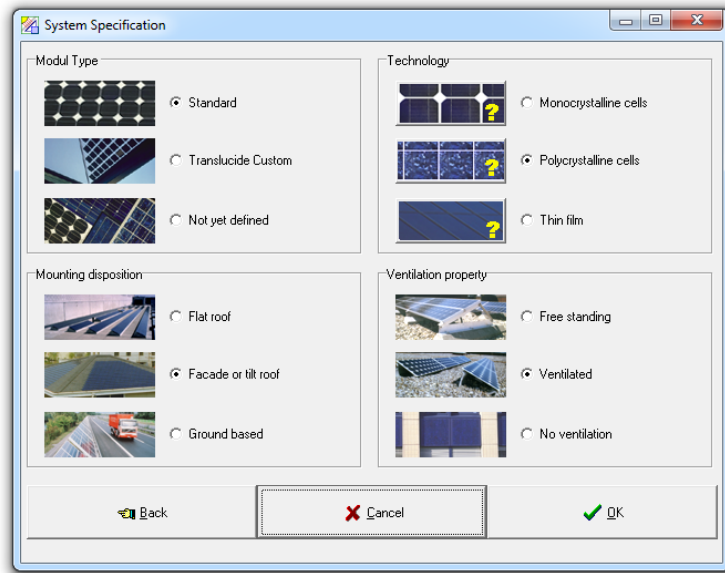 System Specification
Modul Type
Standard
Translucide Custom
Not yet defined
Technology
?
Monocrystalline cells
?
Polycrystalline cells
?
Thin film
Mounting disposition
Flat roof
Facade or tilt roof
Ground based
Ventilation property
Free standing
Ventilated
No ventilation
Back
Cancel
OK